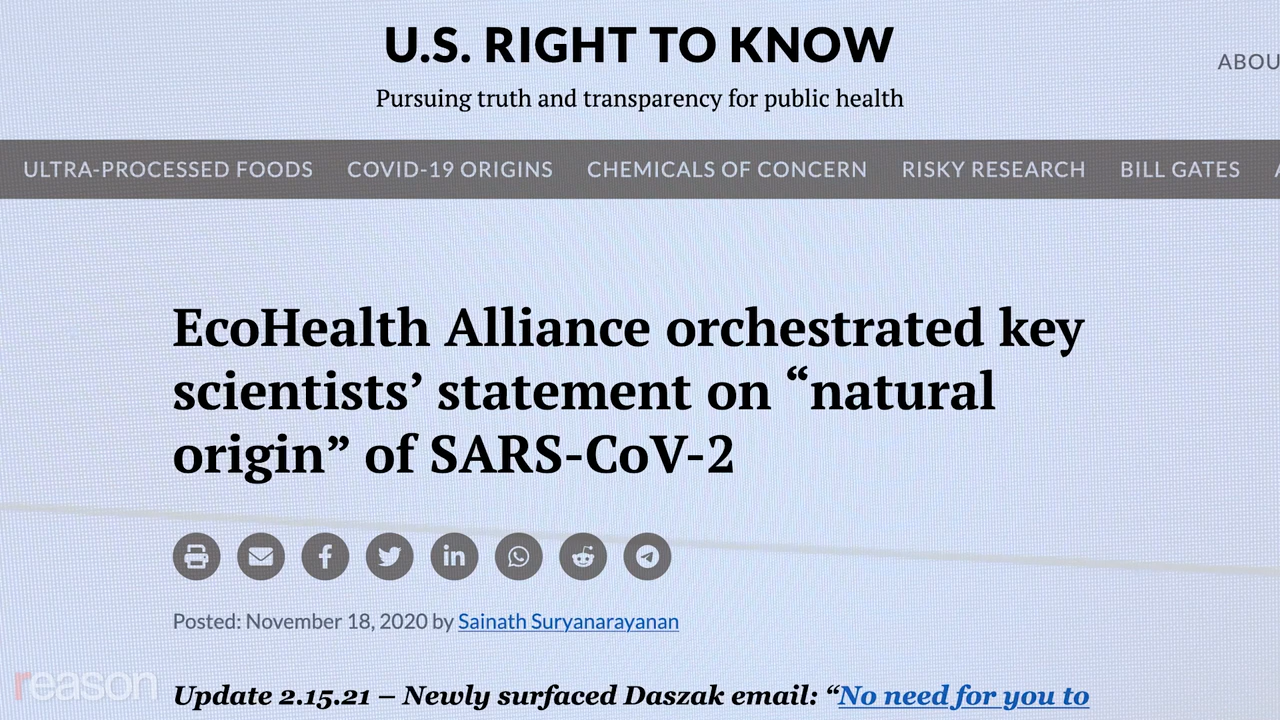 U.S. RIGHT TO KNOW
ABOU
Pursuing truth and transparency for public health
ULTRA-PROCESSED FOODS COVID-19 ORIGINS CHEMICALS OF CONCERN RISKY RESEARCH BILL GATES
EcoHealth Alliance orchestrated key
scientists’ statement on “natural
origin” of SARS-CoV-2
Posted: November 18, 2020 by Sainath Suryanarayanan
reason
Update 2.15.21 – Newly surfaced Daszak email: “No need for you to